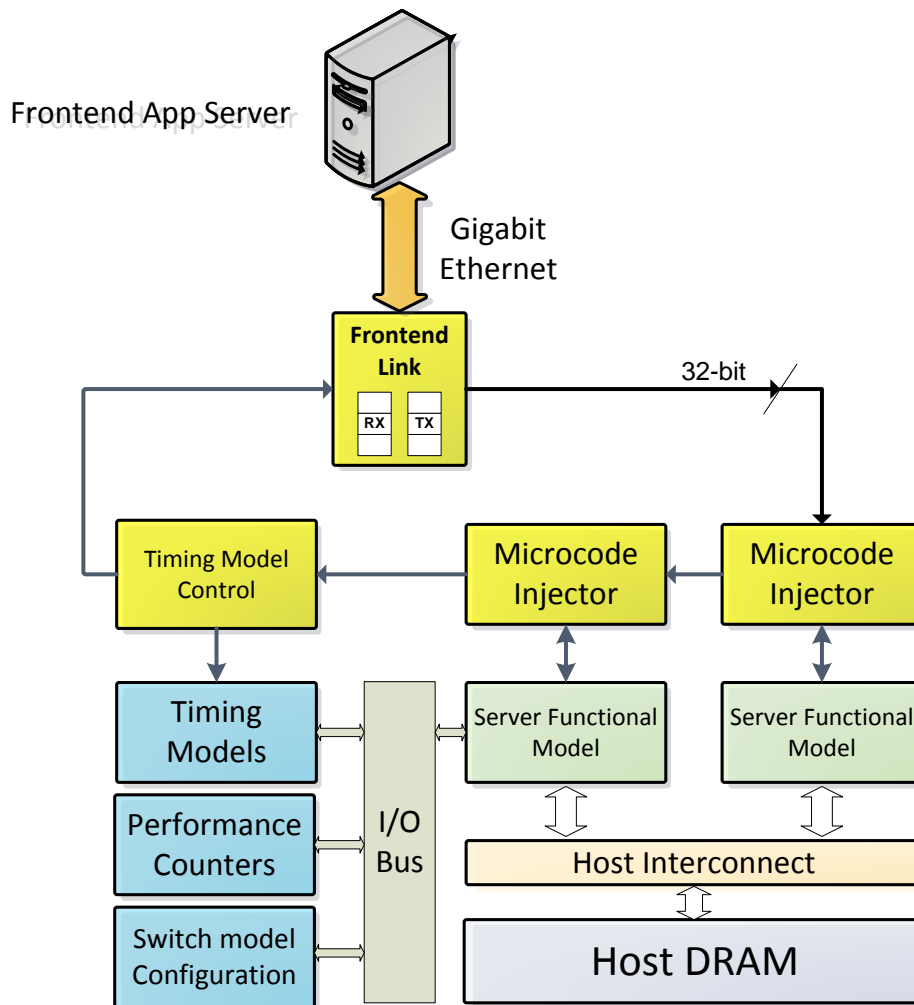 Frontend App Server
Gigabit
Ethernet
Frontend
Link
RX
TX
32-bit
Timing Model
Control
Microcode
Injector
Microcode
Injector
Timing
Models
Server Functional
Model
Server Functional
Model
Performance
Counters
I/O
Bus
Host Interconnect
Switch model
Configuration
Host DRAM